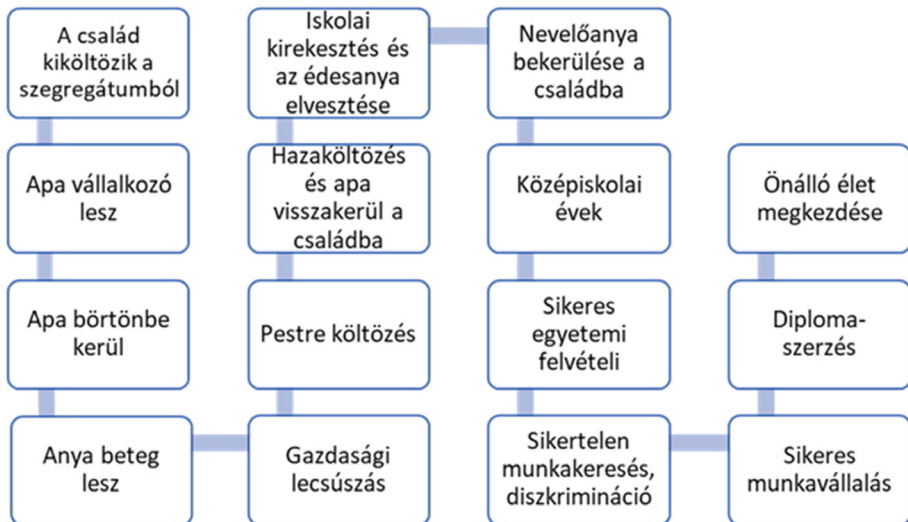 A család
kiköltözik a
szegregátumból
Apa vállalkozó
lesz
Apa börtönbe
kerül
Anya beteg
lesz
Gazdasági
lecsúszás
Pestre költözés
Hazaköltözés
és apa
visszakerül a
családba
Iskolai
kirekesztés és
az édesanya
elvesztése
Nevelőanya
bekerülése a
családba
Középiskolai
évek
Sikeres
egyetemi
felvételi
Sikertelen
munkakeresés,
diszkrimináció
Sikeres
munkavállalás
Diploma-
szerzés
Önálló élet
megkezdése